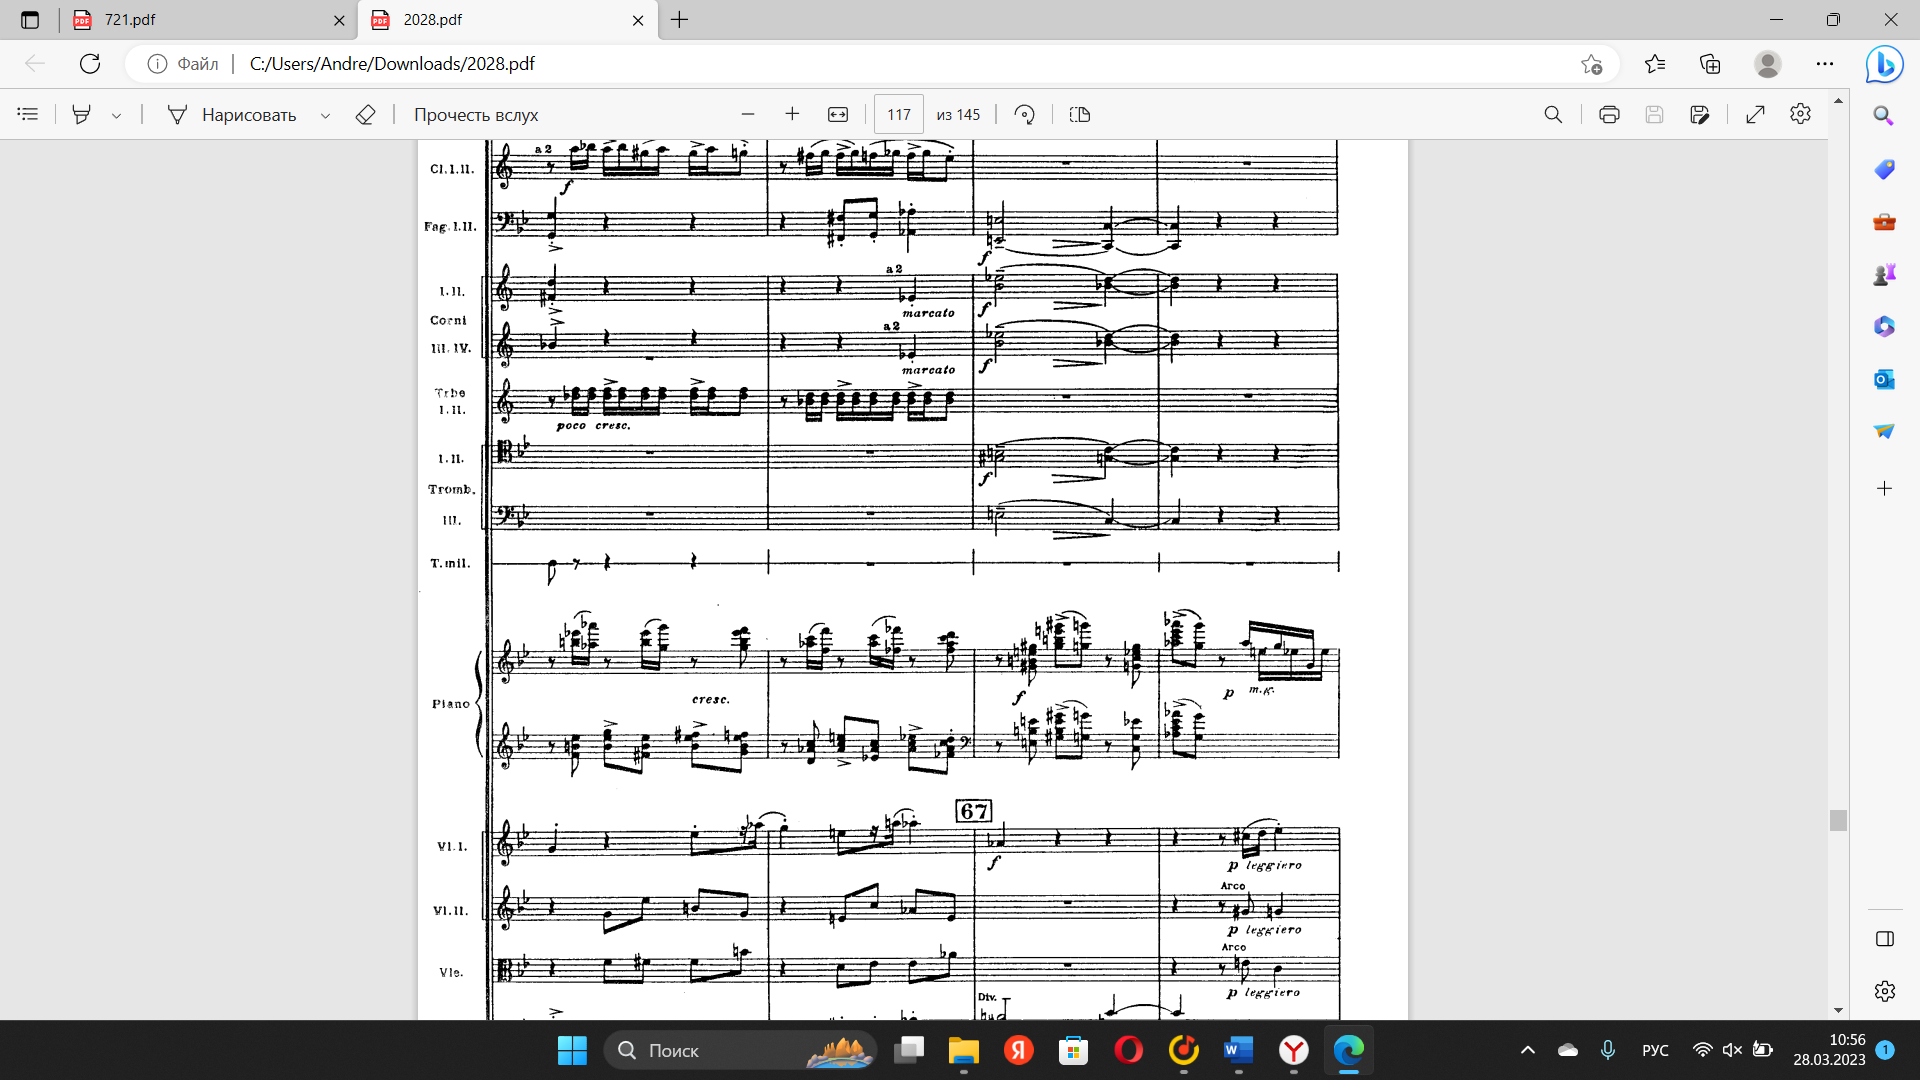 721.pdf
2028.pdf
Файл
C:/Users/Andre/Downloads/2028.pdf
Нарисовать
Прочесть вслух
117
из 145
a 2
Cl.I.II.
f
Fag.I.II.
f
a 2
I.II.
marcato
f
Corni
a 2
III.IV.
marcato
f
Trbe
I.II.
poco cresc.
I.II.
f
Tromb.
III.
T.mil.
cresc.
f
p m.g.
Piano
67
Vl.I.
f
p leggiero
Arco
Vl.II.
p leggiero
Arco
Vle.
p leggiero
Div.
Поиск
РУС
10:56
28.03.2023
1